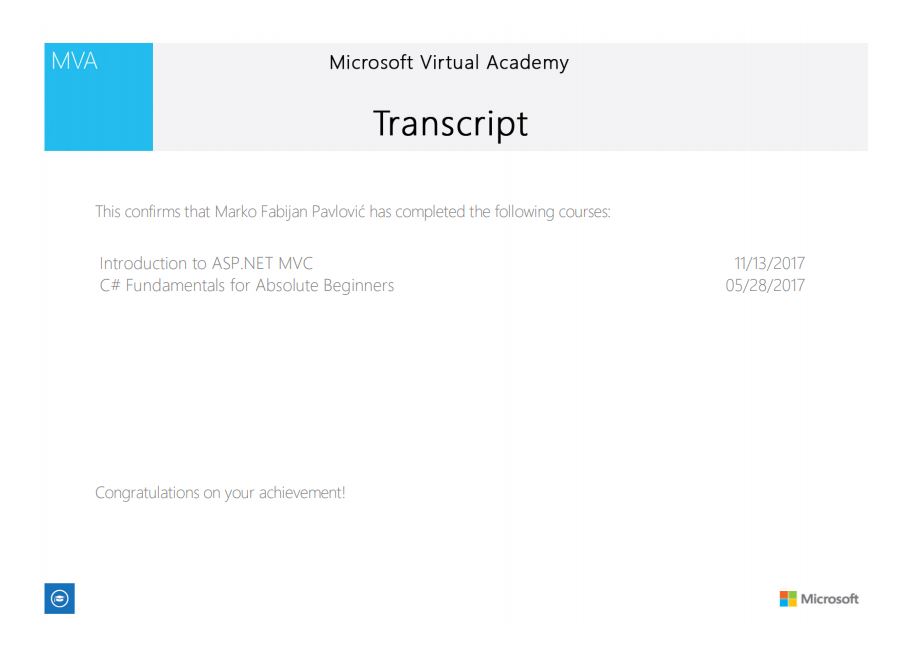 MVA
Microsoft Virtual Academy
Transcript
This confirms that Marko Fabijan Pavlović has completed the following courses:
Introduction to ASP.NET MVC 11/13/2017
C# Fundamentals for Absolute Beginners 05/28/2017
Congratulations on your achievement!
Microsoft